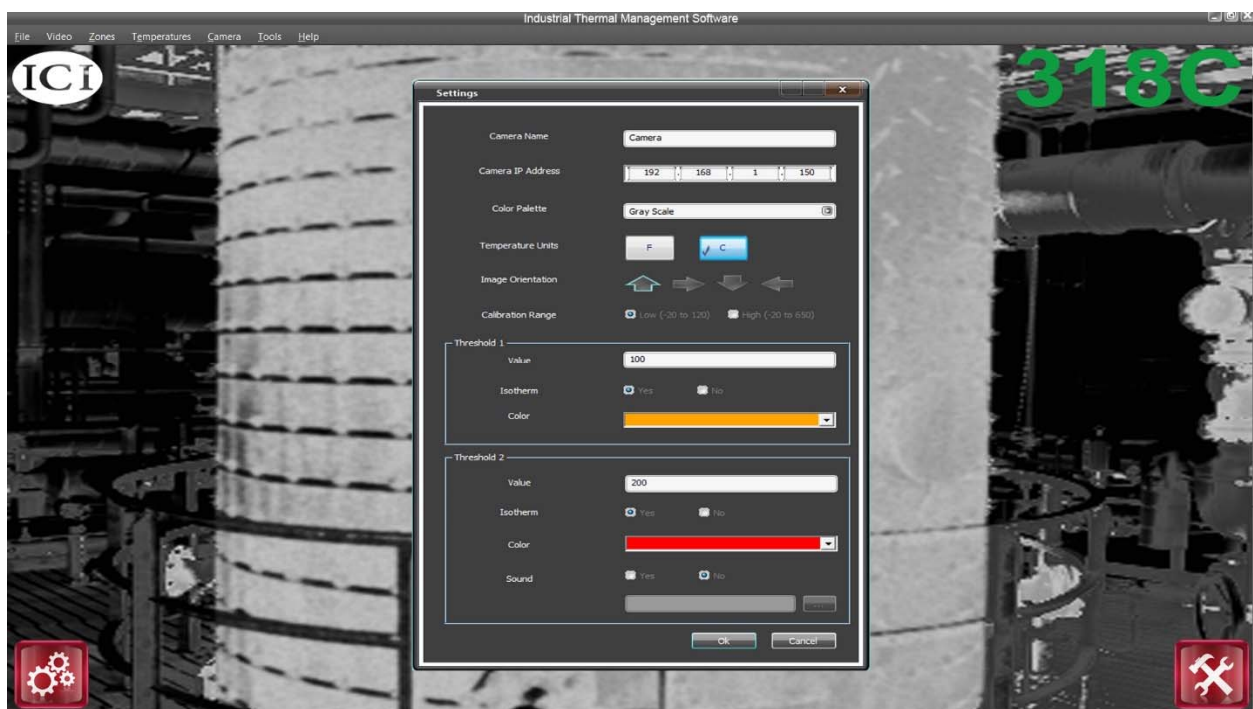 Industrial Thermal Management Software
File Video Zones Temperatures Camera Tools Help
ICI
318C
Settings
Camera Name Camera
Camera IP Address 192 . 168 . 1 . 150
Color Palette Gray Scale
Temperature Units F C
Image Orientation
Calibration Range Low (-20 to 120) High (-20 to 650)
Threshold 1
Value 100
Isotherm Yes No
Color
Threshold 2
Value 200
Isotherm Yes No
Color
Sound Yes No
...
Ok Cancel